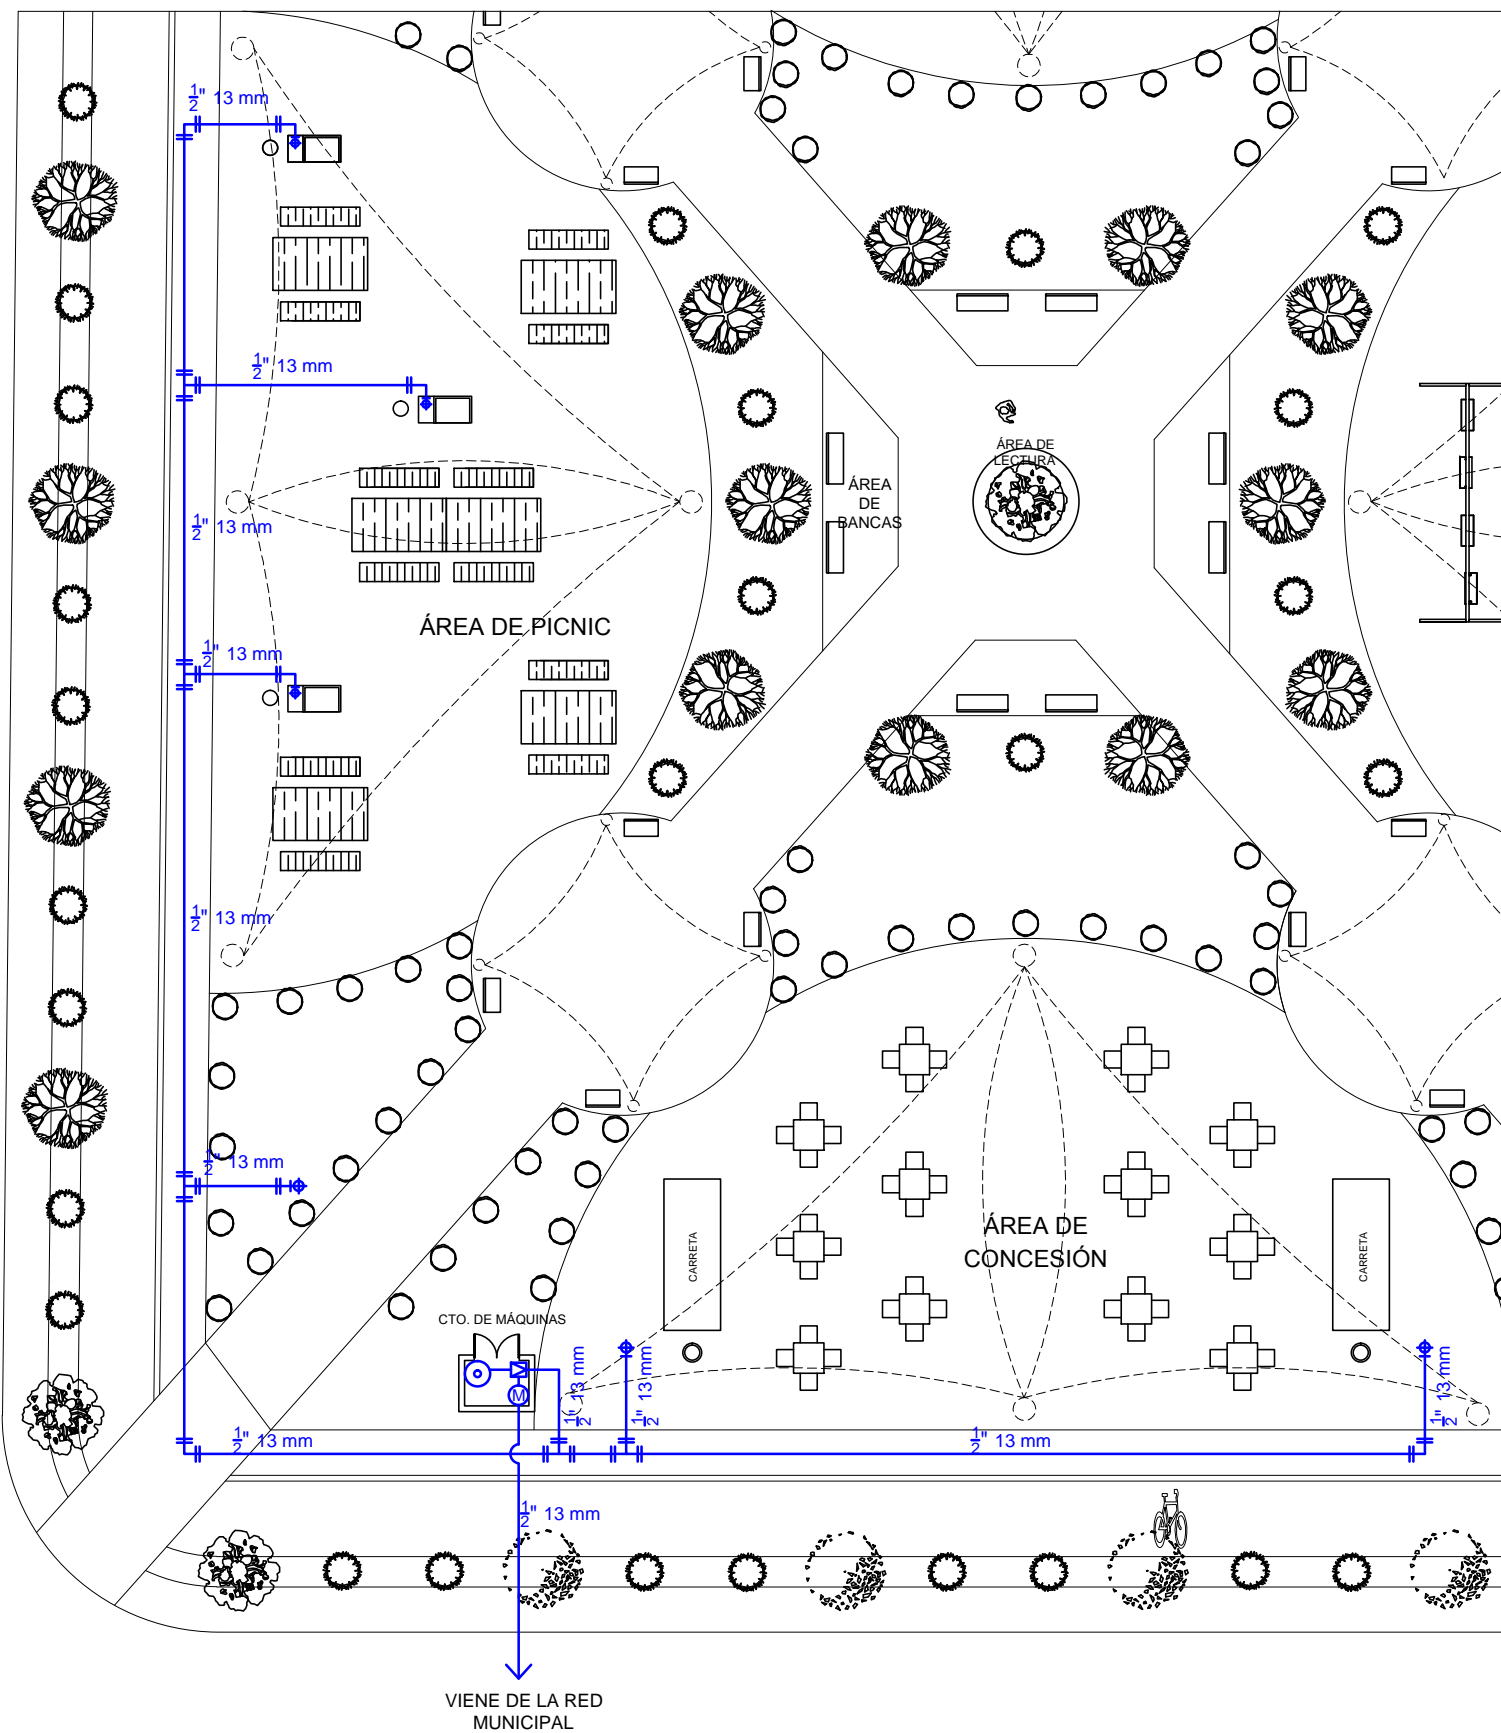 ½" 13 mm
½" 13 mm
ÁREA DE
LECTURA
ÁREA
DE
BANCAS
½" 13 mm
ÁREA DE PICNIC
½" 13 mm
½" 13 mm
½" 13 mm
ÁREA DE
CONCESIÓN
CARRETA
CARRETA
CTO. DE MÁQUINAS
M
½" 13 mm
½" 13 mm
½" 13 mm
½" 13 mm
½" 13 mm
½" 13 mm
VIENE DE LA RED
MUNICIPAL